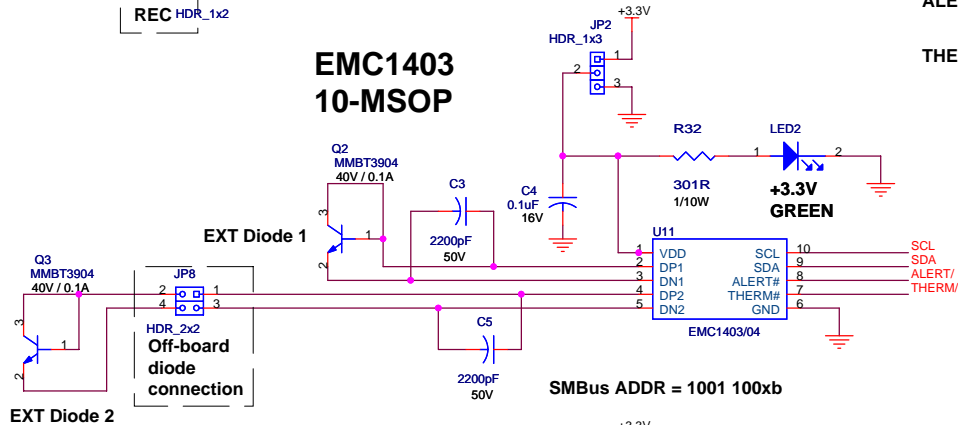 REC HDR_1x2
ALE
THE
+3.3V
JP2
HDR_1x3
1
2
3
EMC1403
10-MSOP
R32
301R
1/10W
LED2
1
2
+3.3V
GREEN
C4
0.1uF
16V
Q2
MMBT3904
40V / 0.1A
3
1
2
EXT Diode 1
C3
2200pF
50V
U11
1 VDD SCL 10 SCL
2 DP1 SDA 9 SDA
3 DN1 ALERT# 8 ALERT/
4 DP2 THERM# 7 THERM/
5 DN2 GND 6
EMC1403/04
Q3
MMBT3904
40V / 0.1A
3
1
2
EXT Diode 2
JP8
2 1
4 3
HDR_2x2
Off-board
diode
connection
C5
2200pF
50V
SMBus ADDR = 1001 100xb
+3.3V